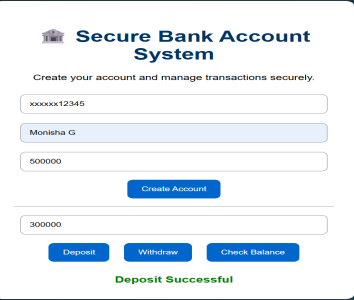 Secure Bank Account
System
Create your account and manage transactions securely.
xxxxxx12345
Monisha G
500000
Create Account
300000
Deposit Withdraw Check Balance
Deposit Successful